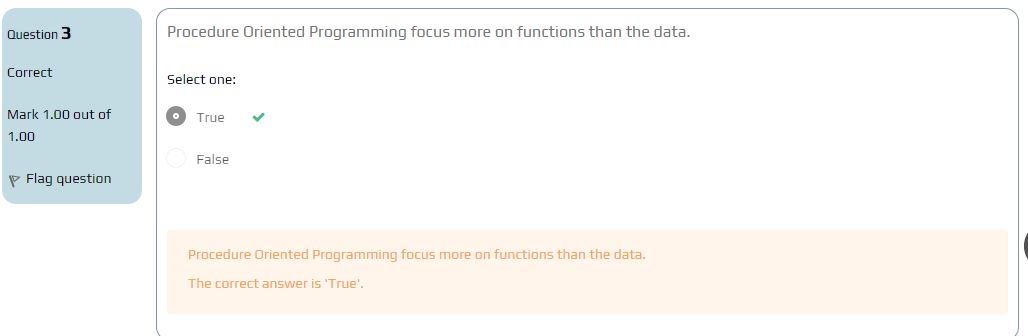 Question 3
Correct
Mark 1.00 out of
1.00
Flag question
Procedure Oriented Programming focus more on functions than the data.
Select one:
True
False
Procedure Oriented Programming focus more on functions than the data.
The correct answer is 'True'.